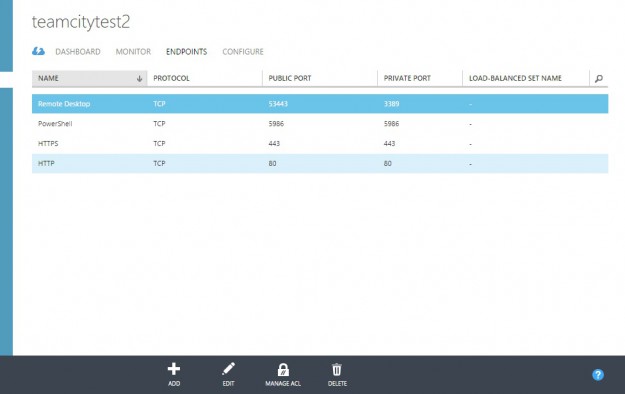 teamcitytest2
DASHBOARD MONITOR ENDPOINTS CONFIGURE
NAME PROTOCOL PUBLIC PORT PRIVATE PORT LOAD-BALANCED SET NAME
Remote Desktop TCP 53443 3389 -
PowerShell TCP 5986 5986 -
HTTPS TCP 443 443 -
HTTP TCP 80 80 -
ADD EDIT MANAGE ACL DELETE ?